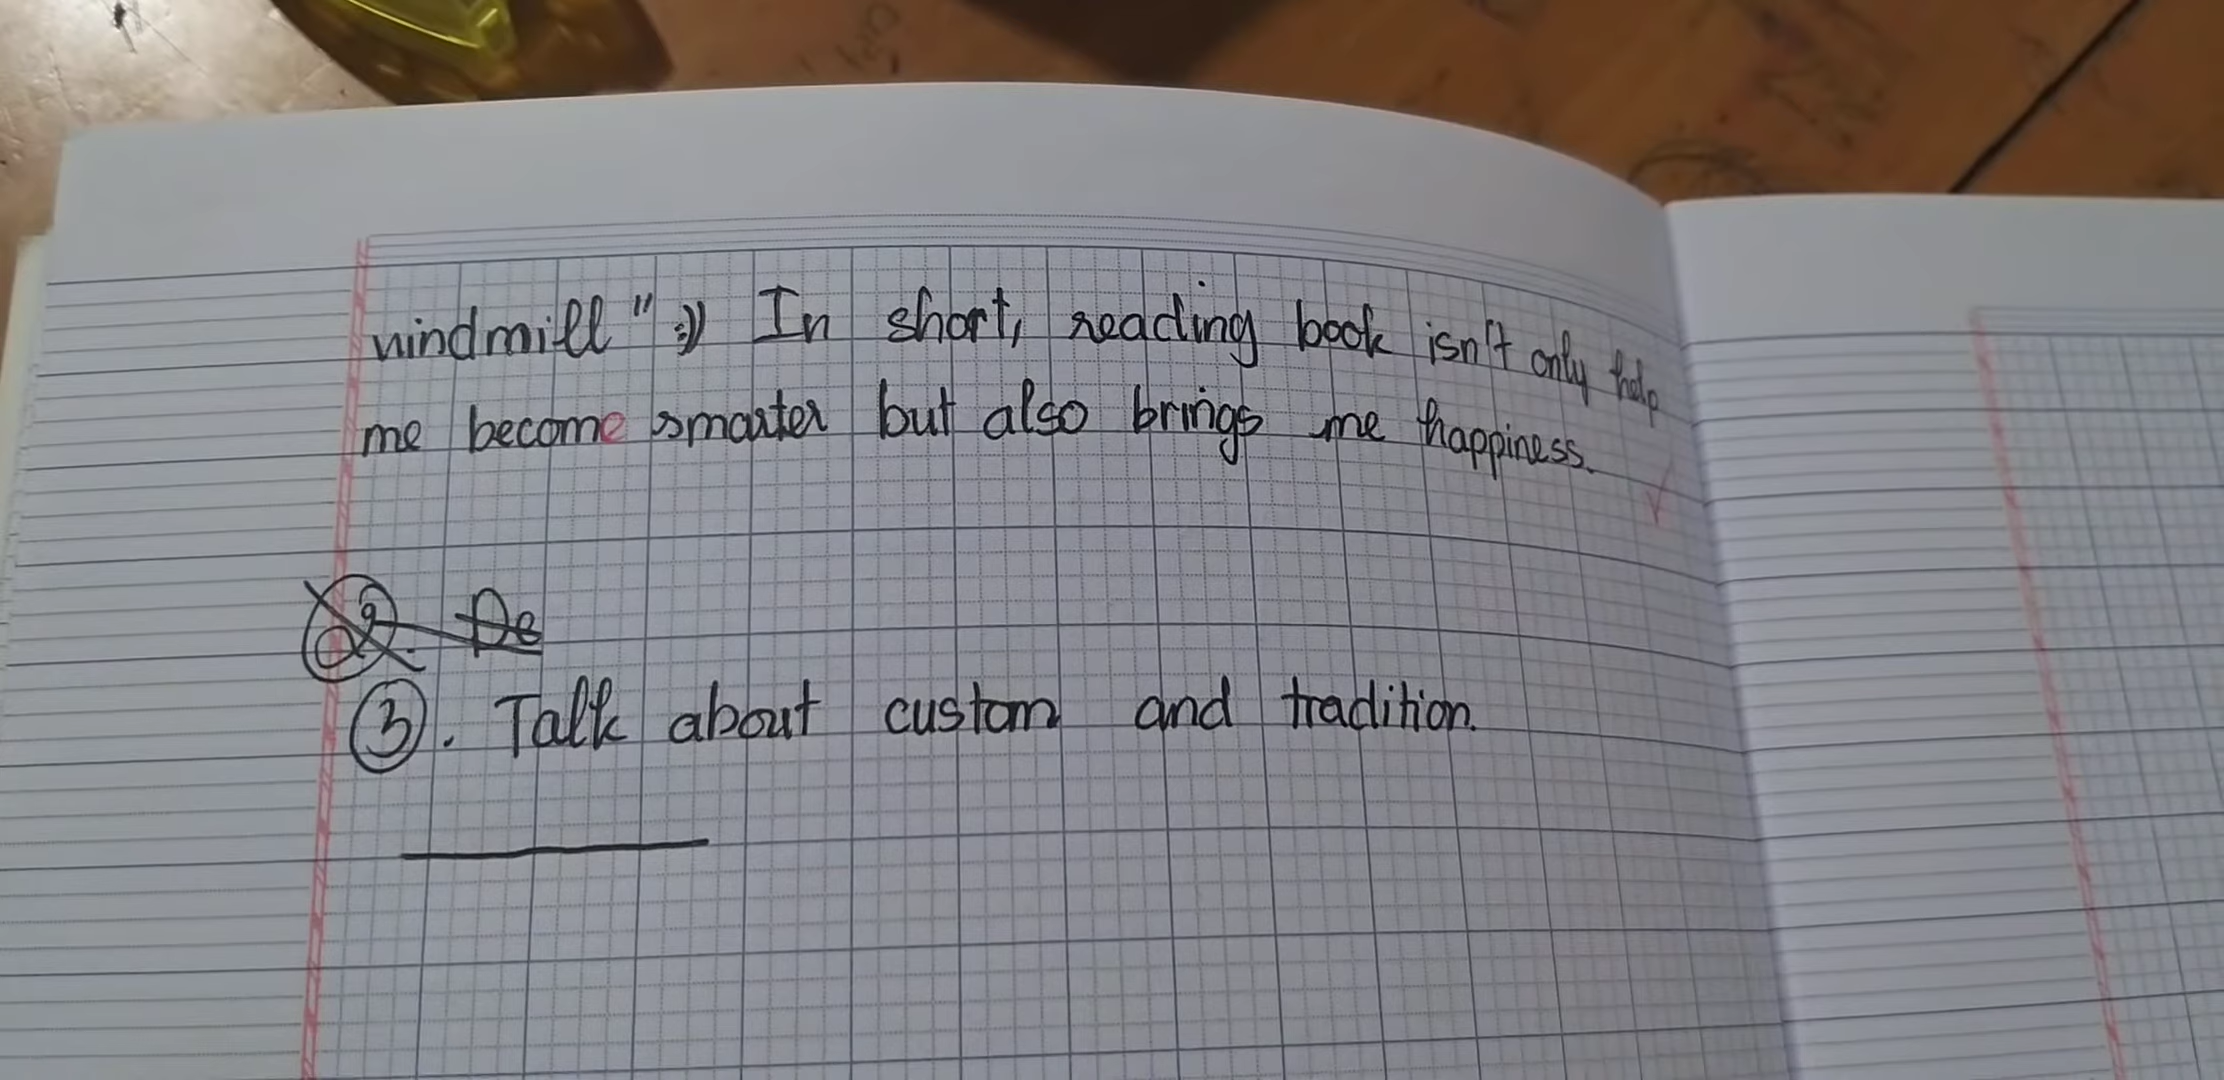 windmill" :)) In short, reading book isn't only help
me become smarter but also brings me happiness.
2. De
③. Talk about custom and tradition.